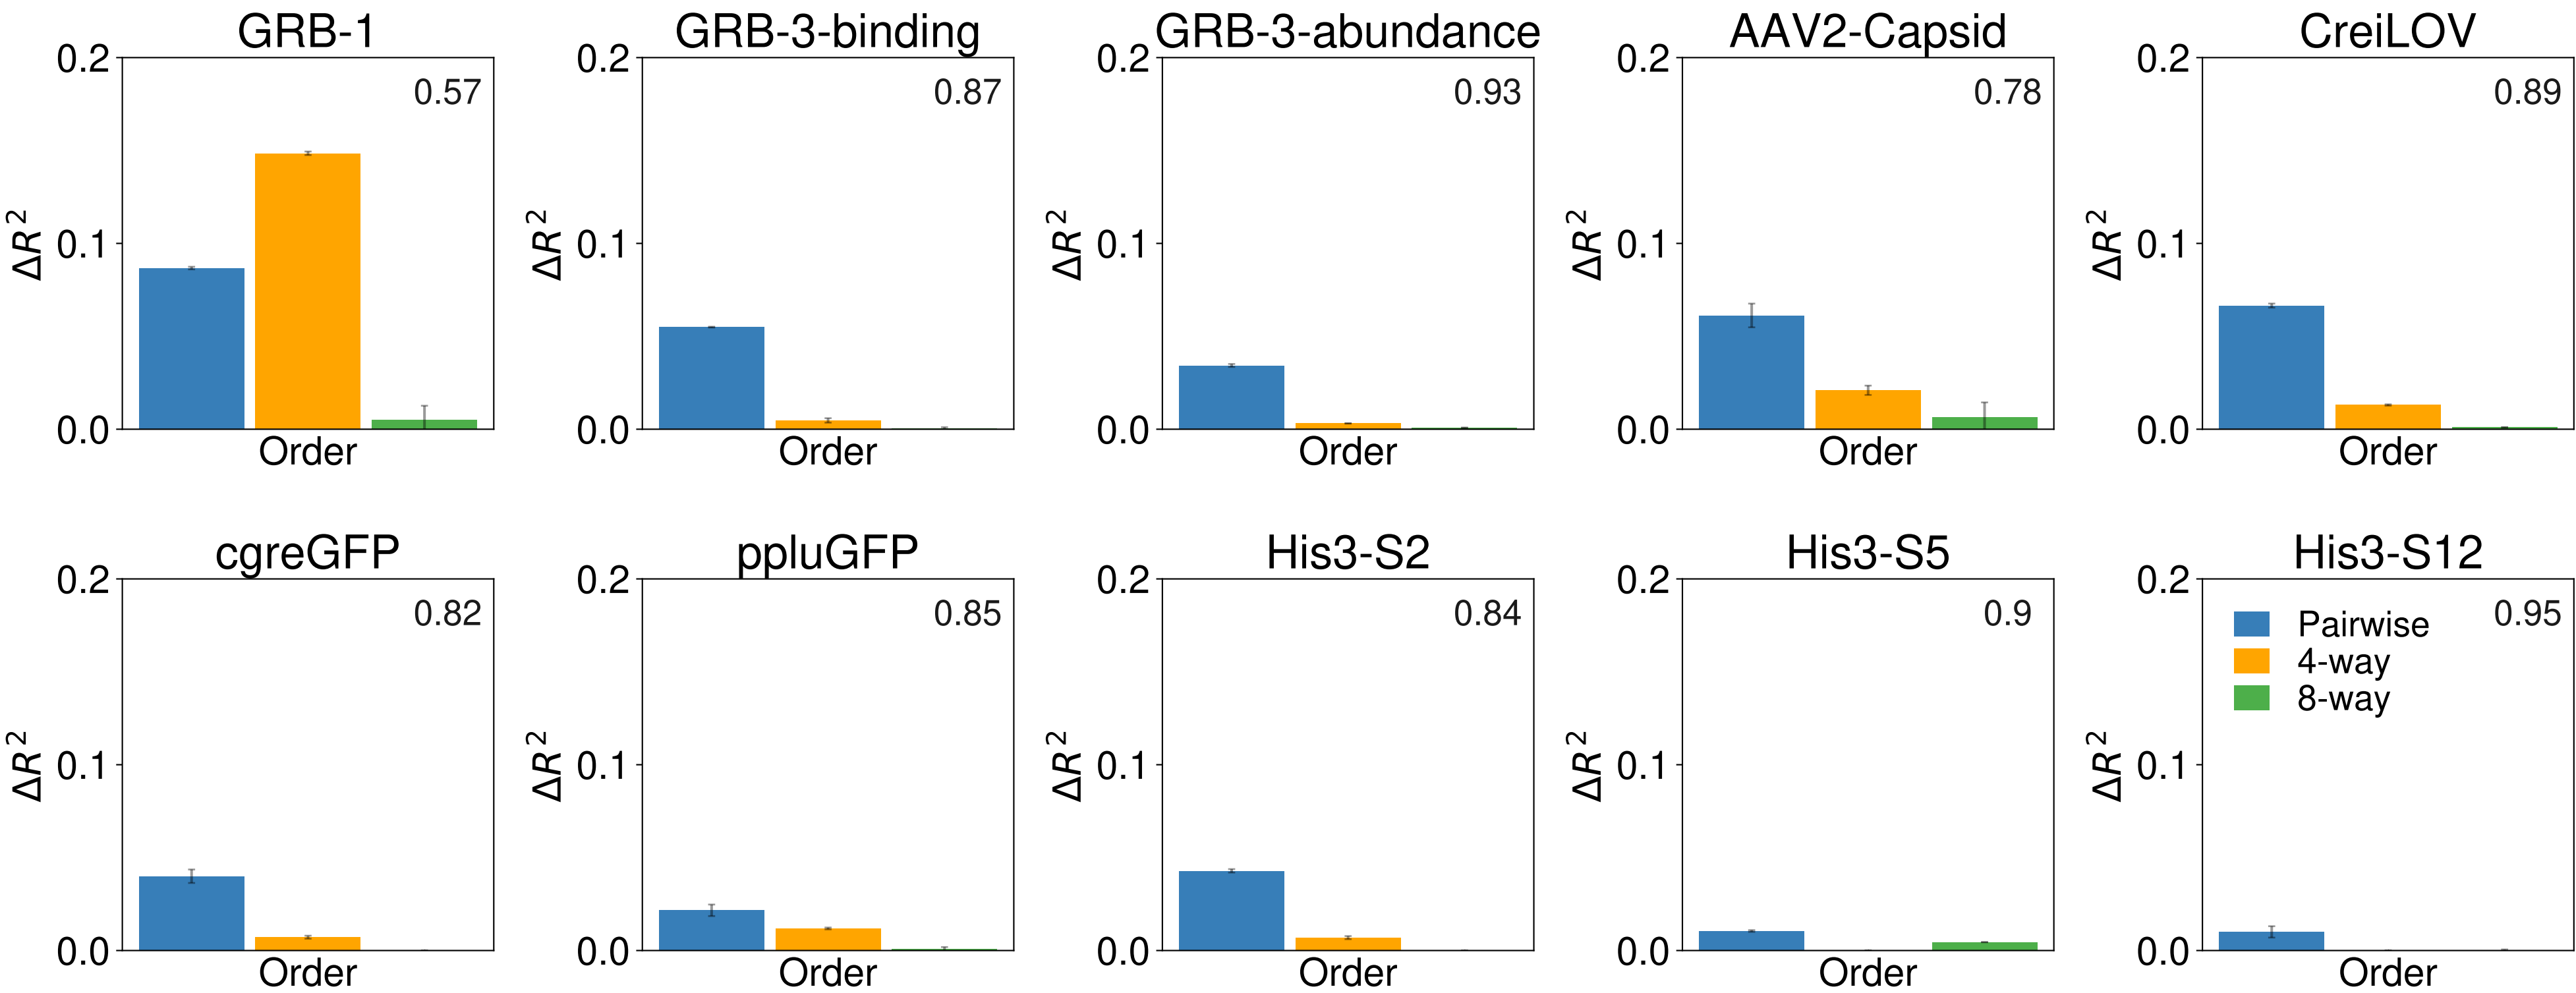 GRB-1
GRB-3-binding
GRB-3-abundance
AAV2-Capsid
CreiLOV
0.2
0.1
0.0
ΔR²
0.57
Order
0.2
0.1
0.0
ΔR²
0.87
Order
0.2
0.1
0.0
ΔR²
0.93
Order
0.2
0.1
0.0
ΔR²
0.78
Order
0.2
0.1
0.0
ΔR²
0.89
Order
cgreGFP
ppluGFP
His3-S2
His3-S5
His3-S12
0.2
0.1
0.0
ΔR²
0.82
Order
0.2
0.1
0.0
ΔR²
0.85
Order
0.2
0.1
0.0
ΔR²
0.84
Order
0.2
0.1
0.0
ΔR²
0.9
Order
0.2
0.1
0.0
ΔR²
0.95
Pairwise
4-way
8-way
Order